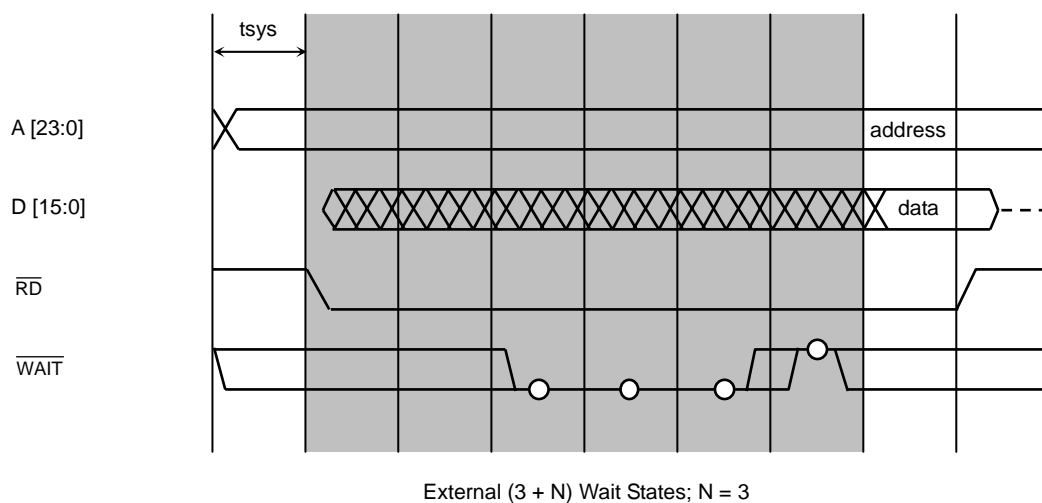 tsys
A [23:0]
address
D [15:0]
data
RD
WAIT
External (3 + N) Wait States; N = 3